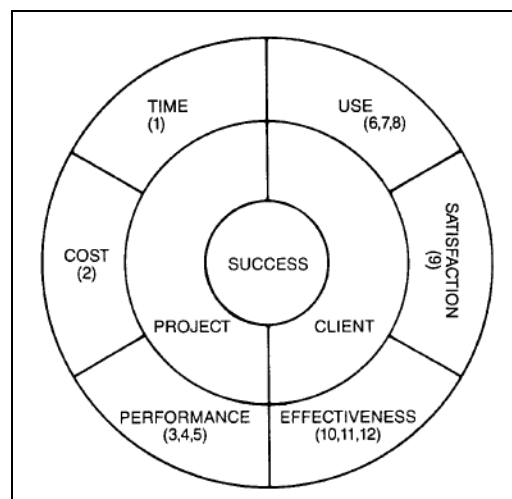 TIME
(1)
USE
(6,7,8)
COST
(2)
SATISFACTION
(9)
SUCCESS
PROJECT
CLIENT
PERFORMANCE
(3,4,5)
EFFECTIVENESS
(10,11,12)